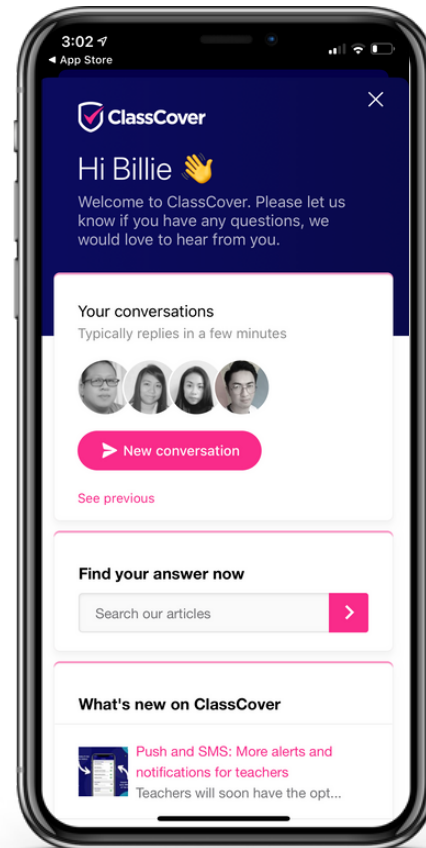 3:02
App Store
ClassCover
Hi Billie 👋
Welcome to ClassCover. Please let us
know if you have any questions, we
would love to hear from you.
Your conversations
Typically replies in a few minutes
New conversation
See previous
Find your answer now
Search our articles
What's new on ClassCover
Push and SMS: More alerts and
notifications for teachers
Teachers will soon have the opt...